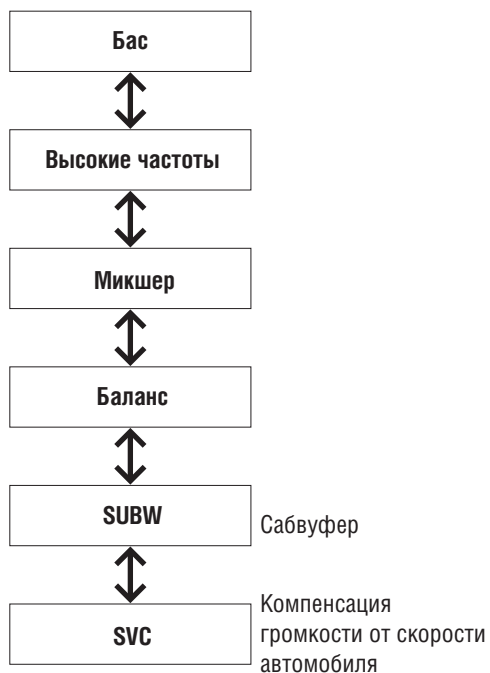 Бас
Высокие частоты
Микшер
Баланс
SUBW
Сабвуфер
SVC
Компенсация
громкости от скорости
автомобиля